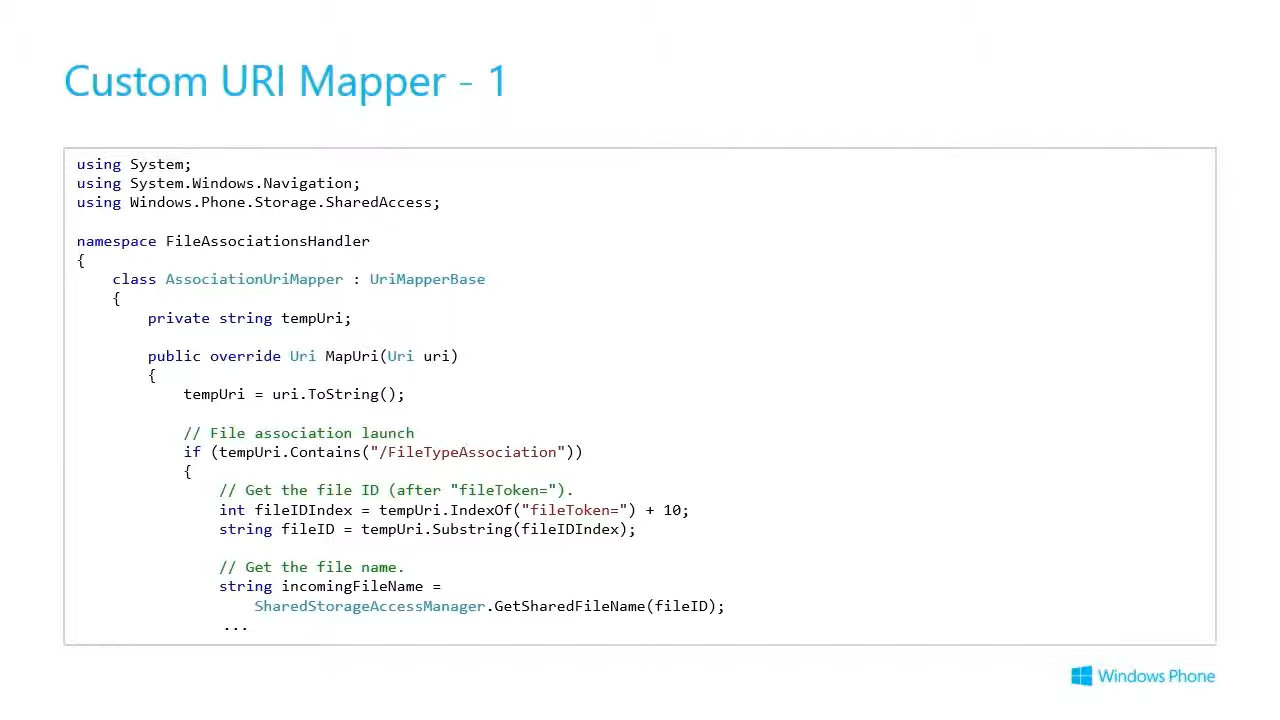 Custom URI Mapper - 1
using System;
using System.Windows.Navigation;
using Windows.Phone.Storage.SharedAccess;
namespace FileAssociationsHandler
{
class AssociationUriMapper : UriMapperBase
{
private string tempUri;
public override Uri MapUri(Uri uri)
{
tempUri = uri.ToString();
// File association launch
if (tempUri.Contains("/FileTypeAssociation"))
{
// Get the file ID (after "fileToken=").
int fileIDIndex = tempUri.IndexOf("fileToken=") + 10;
string fileID = tempUri.Substring(fileIDIndex);
// Get the file name.
string incomingFileName =
SharedStorageAccessManager.GetSharedFileName(fileID);
...
Windows Phone